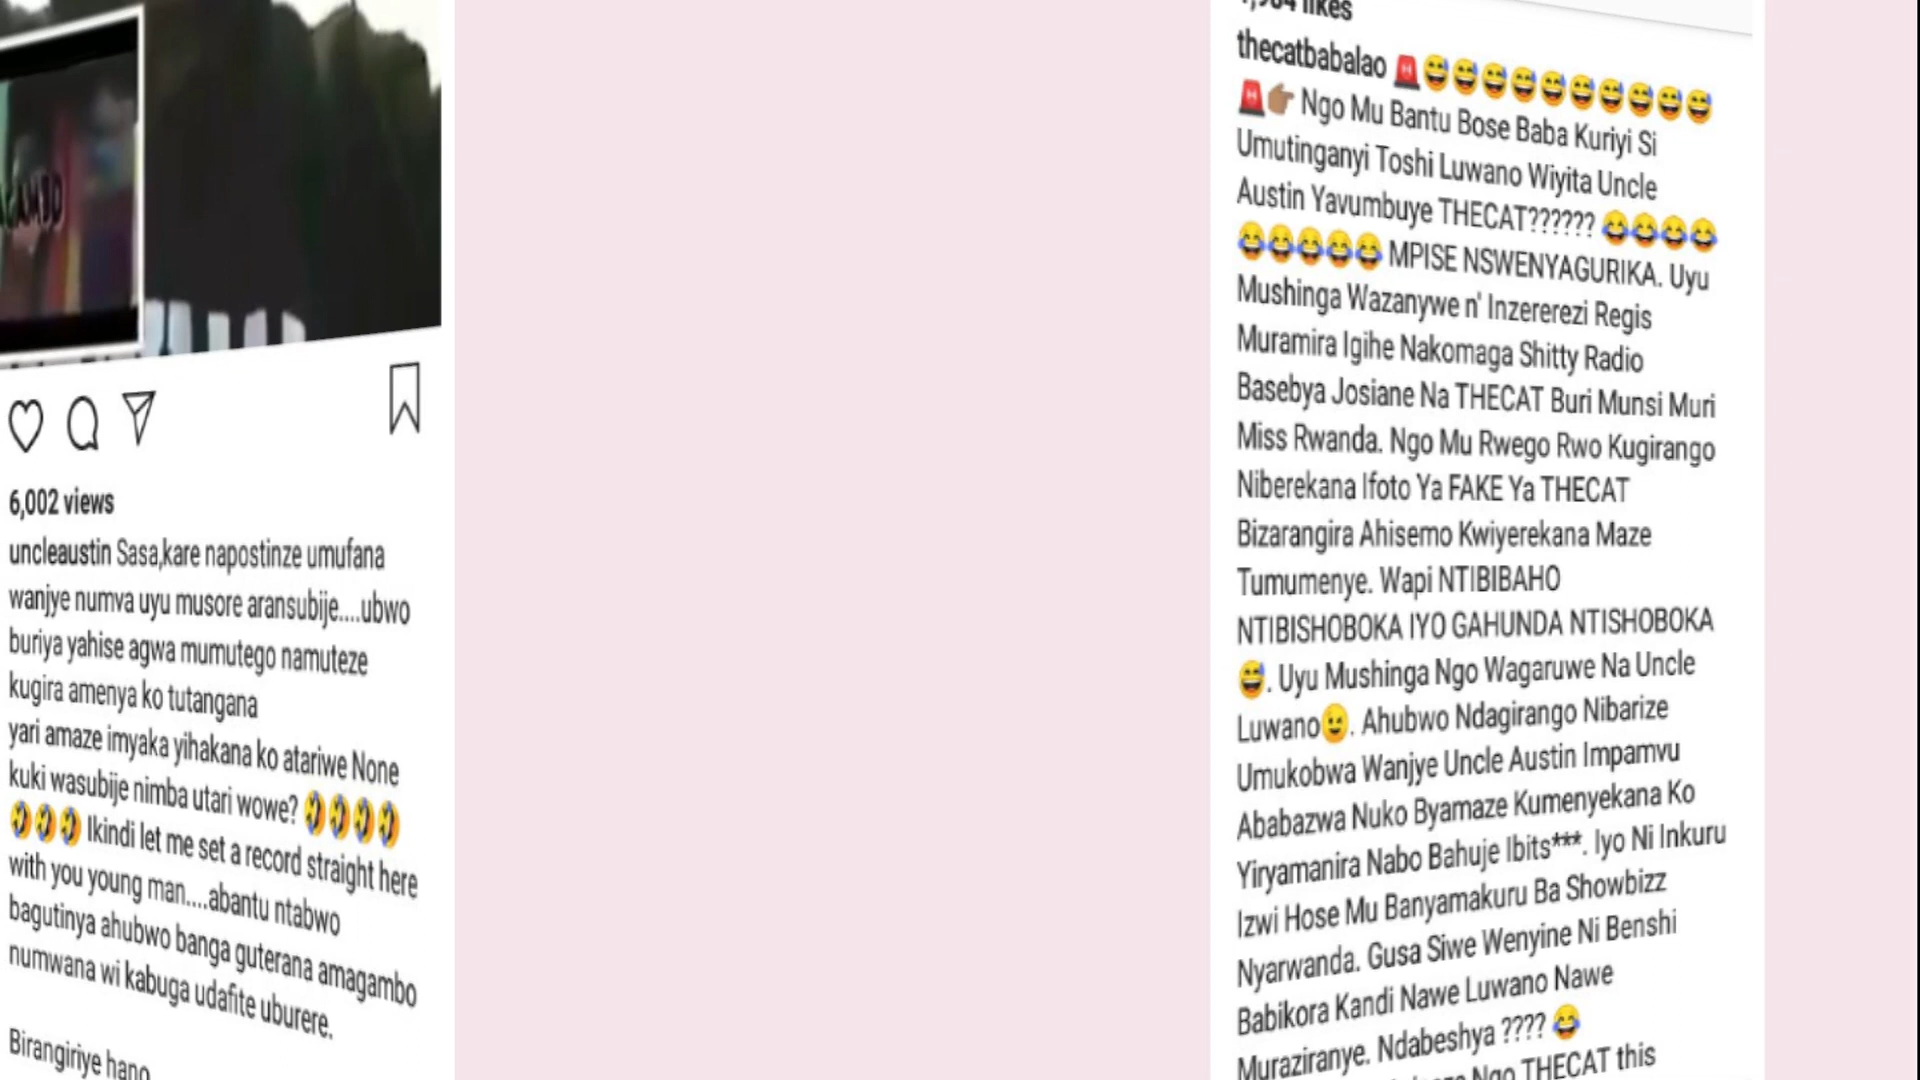 6,002 views
uncleaustin Sasa,kare napostinze umufana
wanjye numva uyu musore aransubije....ubwo
buriya yahise agwa mumutego namuteze
kugira amenya ko tutangana
yari amaze imyaka yihakana ko atariwe None
kuki wasubije nimba utari wowe? 🤣🤣🤣🤣
🤣🤣🤣 Ikindi let me set a record straight here
with you young man....abantu ntabwo
bagutinya ahubwo banga guterana amagambo
numwana wi kabuga udafite uburere.
Birangiriye hano
likes
thecatbabalao 🚨😅😅😅😅😅😅😅😅😅😅
🚨👉🏽 Ngo Mu Bantu Bose Baba Kuriyi Si
Umutinganyi Toshi Luwano Wiyita Uncle
Austin Yavumbuye THECAT?????? 😂😂😂😂
😂😂😂😂😂 MPISE NSWENYAGURIKA. Uyu
Mushinga Wazanywe n' Inzererezi Regis
Muramira Igihe Nakomaga Shitty Radio
Basebya Josiane Na THECAT Buri Munsi Muri
Miss Rwanda. Ngo Mu Rwego Rwo Kugirango
Niberekana Ifoto Ya FAKE Ya THECAT
Bizarangira Ahisemo Kwiyerekana Maze
Tumumenye. Wapi NTIBIBAHO
NTIBISHOBOKA IYO GAHUNDA NTISHOBOKA
😅. Uyu Mushinga Ngo Wagaruwe Na Uncle
Luwano😉. Ahubwo Ndagirango Nibarize
Umukobwa Wanjye Uncle Austin Impamvu
Ababazwa Nuko Byamaze Kumenyekana Ko
Yiryamanira Nabo Bahuje Ibits***. Iyo Ni Inkuru
Izwi Hose Mu Banyamakuru Ba Showbizz
Nyarwanda. Gusa Siwe Wenyine Ni Benshi
Babikora Kandi Nawe Luwano Nawe
Muraziranye. Ndabeshya ???? 😂
Ngo THECAT this